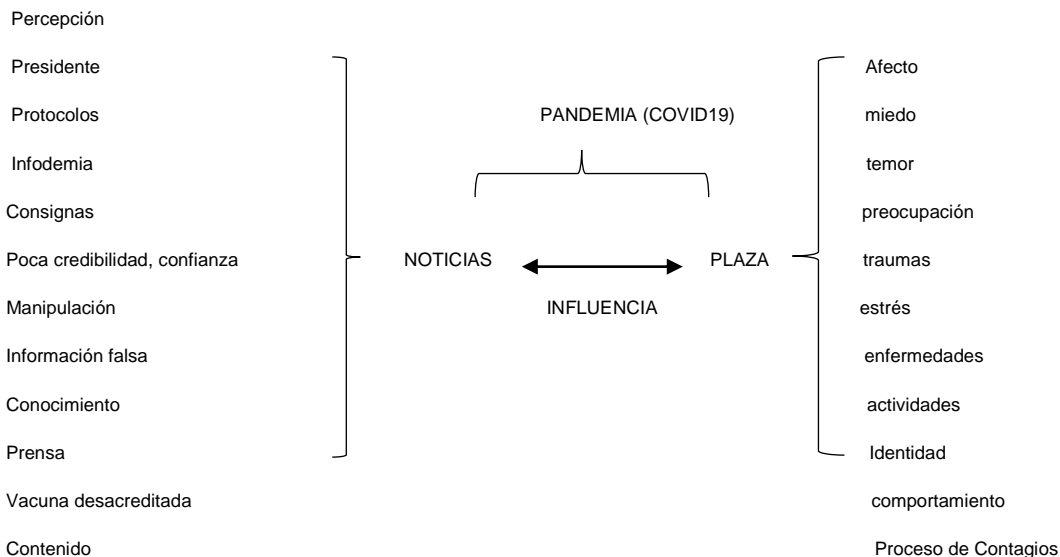 Percepción
Presidente
Afecto
Protocolos
PANDEMIA (COVID19)
miedo
Infodemia
temor
Consignas
preocupación
Poca credibilidad, confianza
NOTICIAS
PLAZA
traumas
Manipulación
INFLUENCIA
estrés
Información falsa
enfermedades
Conocimiento
actividades
Prensa
Identidad
Vacuna desacreditada
comportamiento
Contenido
Proceso de Contagios